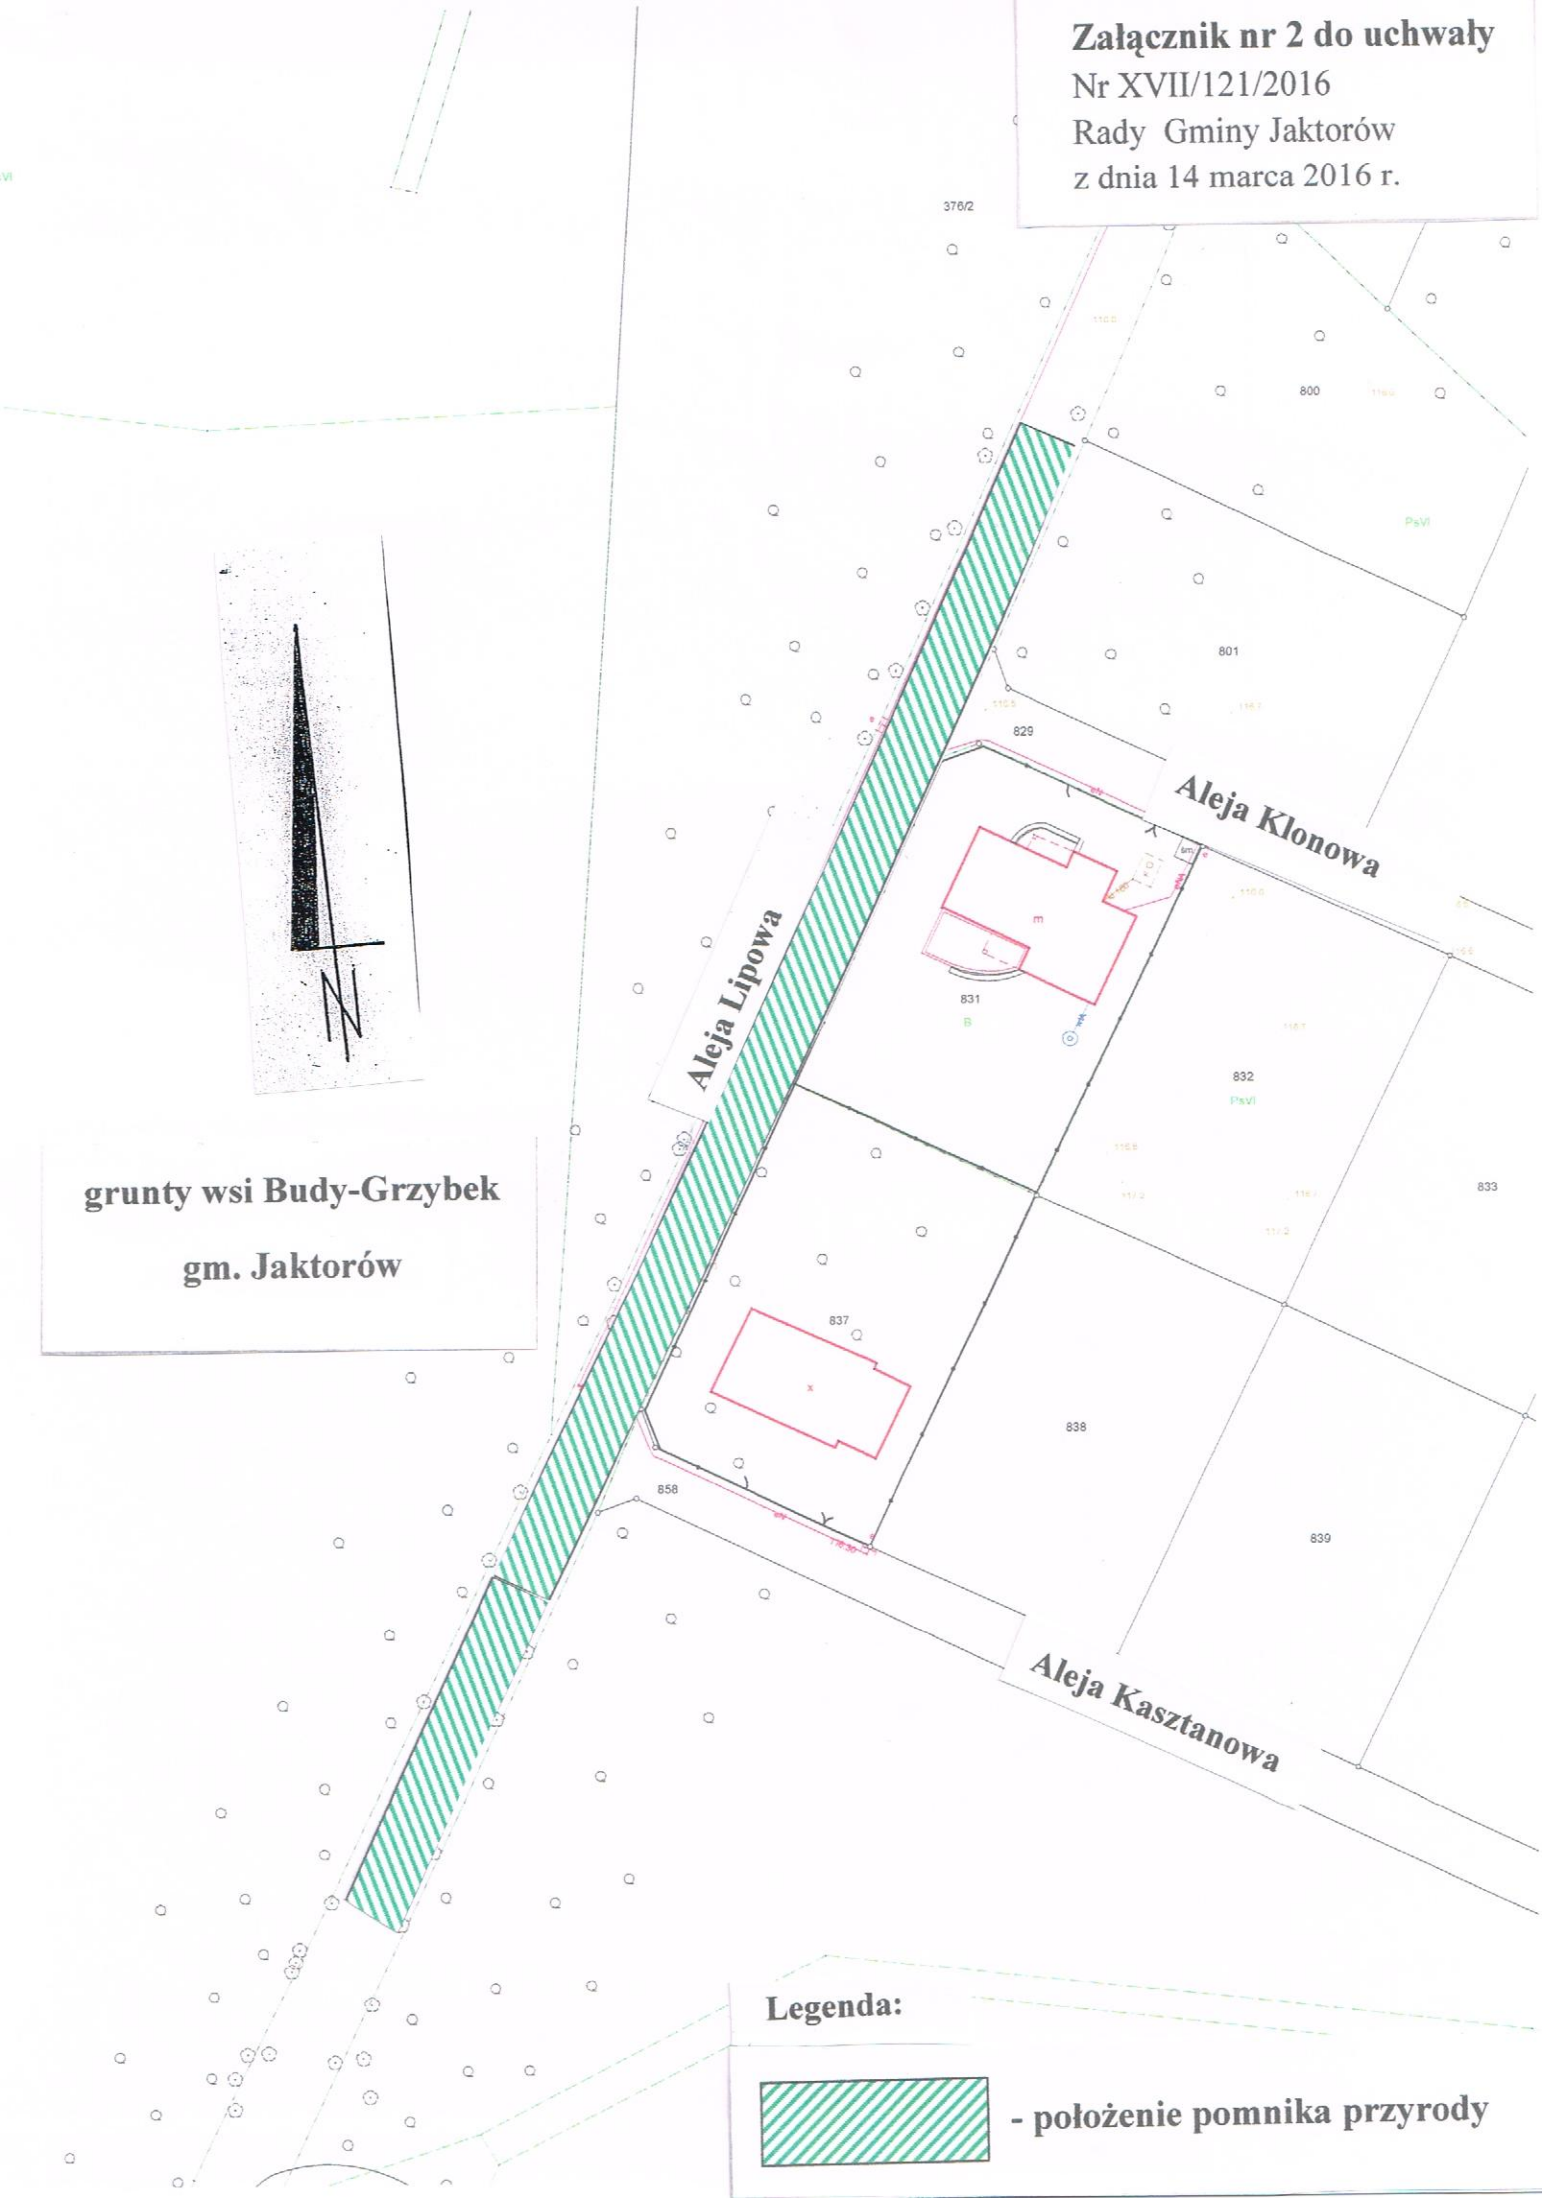 Załącznik nr 2 do uchwały
Nr XVII/121/2016
Rady Gminy Jaktorów
z dnia 14 marca 2016 r.
376/2
800
PsVI
801
829
Aleja Klonowa
m
831
B
Aleja Lipowa
832
PsVI
833
N
grunty wsi Budy-Grzybek
gm. Jaktorów
837
x
838
858
839
Aleja Kasztanowa
Legenda:
- położenie pomnika przyrody